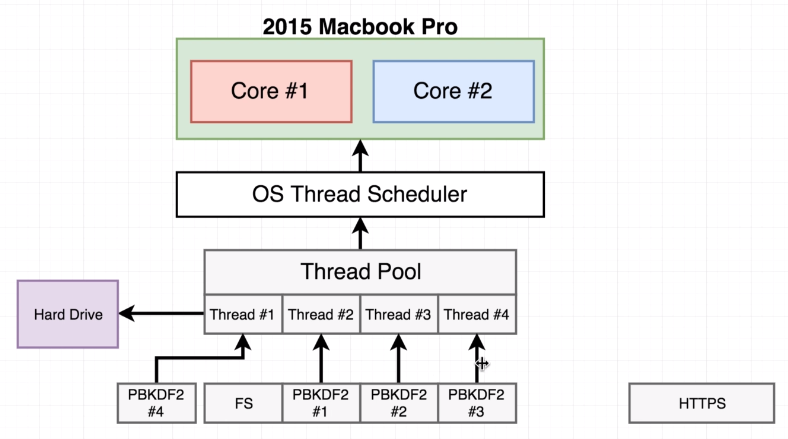 2015 Macbook Pro
Core #1
Core #2
OS Thread Scheduler
Thread Pool
Hard Drive
Thread #1
Thread #2
Thread #3
Thread #4
PBKDF2
#4
FS
PBKDF2
#1
PBKDF2
#2
PBKDF2
#3
HTTPS